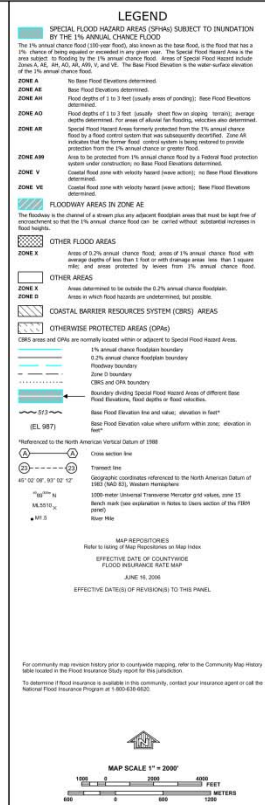 LEGEND
SPECIAL FLOOD HAZARD AREAS (SFHAs) SUBJECT TO INUNDATION
BY THE 1% ANNUAL CHANCE FLOOD
The 1% annual chance flood (100-year flood), also known as the base flood, is the flood that has a
1% chance of being equaled or exceeded in any given year. The Special Flood Hazard Area is the
area subject to flooding by the 1% annual chance flood. Areas of Special Flood Hazard include
Zones A, AE, AH, AO, AR, A99, V, and VE. The Base Flood Elevation is the water-surface elevation
of the 1% annual chance flood.
ZONE A No Base Flood Elevations determined.
ZONE AE Base Flood Elevations determined.
ZONE AH Flood depths of 1 to 3 feet (usually areas of ponding); Base Flood Elevations
determined.
ZONE AO Flood depths of 1 to 3 feet (usually sheet flow on sloping terrain); average
depths determined. For areas of alluvial fan flooding, velocities also determined.
ZONE AR Special Flood Hazard Areas formerly protected from the 1% annual chance
flood by a flood control system that was subsequently decertified. Zone AR
indicates that the former flood control system is being restored to provide
protection from the 1% annual chance or greater flood.
ZONE A99 Area to be protected from 1% annual chance flood by a Federal flood protection
system under construction; no Base Flood Elevations determined.
ZONE V Coastal flood zone with velocity hazard (wave action); no Base Flood Elevations
determined.
ZONE VE Coastal flood zone with velocity hazard (wave action); Base Flood Elevations
determined.
FLOODWAY AREAS IN ZONE AE
The floodway is the channel of a stream plus any adjacent floodplain areas that must be kept free of
encroachment so that the 1% annual chance flood can be carried without substantial increases in
flood heights.
OTHER FLOOD AREAS
ZONE X Areas of 0.2% annual chance flood; areas of 1% annual chance flood with
average depths of less than 1 foot or with drainage areas less than 1 square
mile; and areas protected by levees from 1% annual chance flood.
OTHER AREAS
ZONE X Areas determined to be outside the 0.2% annual chance floodplain.
ZONE D Areas in which flood hazards are undetermined, but possible.
COASTAL BARRIER RESOURCES SYSTEM (CBRS) AREAS
OTHERWISE PROTECTED AREAS (OPAs)
CBRS areas and OPAs are normally located within or adjacent to Special Flood Hazard Areas.
1% annual chance floodplain boundary
0.2% annual chance floodplain boundary
Floodway boundary
Zone D boundary
CBRS and OPA boundary
Boundary dividing Special Flood Hazard Areas of different Base
Flood Elevations, flood depths or flood velocities.
513 Base Flood Elevation line and value; elevation in feet*
(EL 987) Base Flood Elevation value where uniform within zone; elevation in
feet*
*Referenced to the North American Vertical Datum of 1988
A A Cross section line
23 23 Transect line
45° 02' 08", 93° 02' 12" Geographic coordinates referenced to the North American Datum of
1983 (NAD 83), Western Hemisphere
1000-meter Universal Transverse Mercator grid values, zone 15
ML5510 X Bench mark (see explanation in Notes to Users section of this FIRM
panel)
M1.5 River Mile
MAP REPOSITORIES
Refer to listing of Map Repositories on Map Index
EFFECTIVE DATE OF COUNTYWIDE
FLOOD INSURANCE RATE MAP
JUNE 16, 2006
EFFECTIVE DATE(S) OF REVISION(S) TO THIS PANEL
For community map revision history prior to countywide mapping, refer to the Community Map History
table located in the Flood Insurance Study report for this jurisdiction.
To determine if flood insurance is available in this community, contact your insurance agent or call the
National Flood Insurance Program at 1-800-638-6620.
MAP SCALE 1" = 2000'
1000 0 2000 4000
FEET
METERS
600 0 600 1200